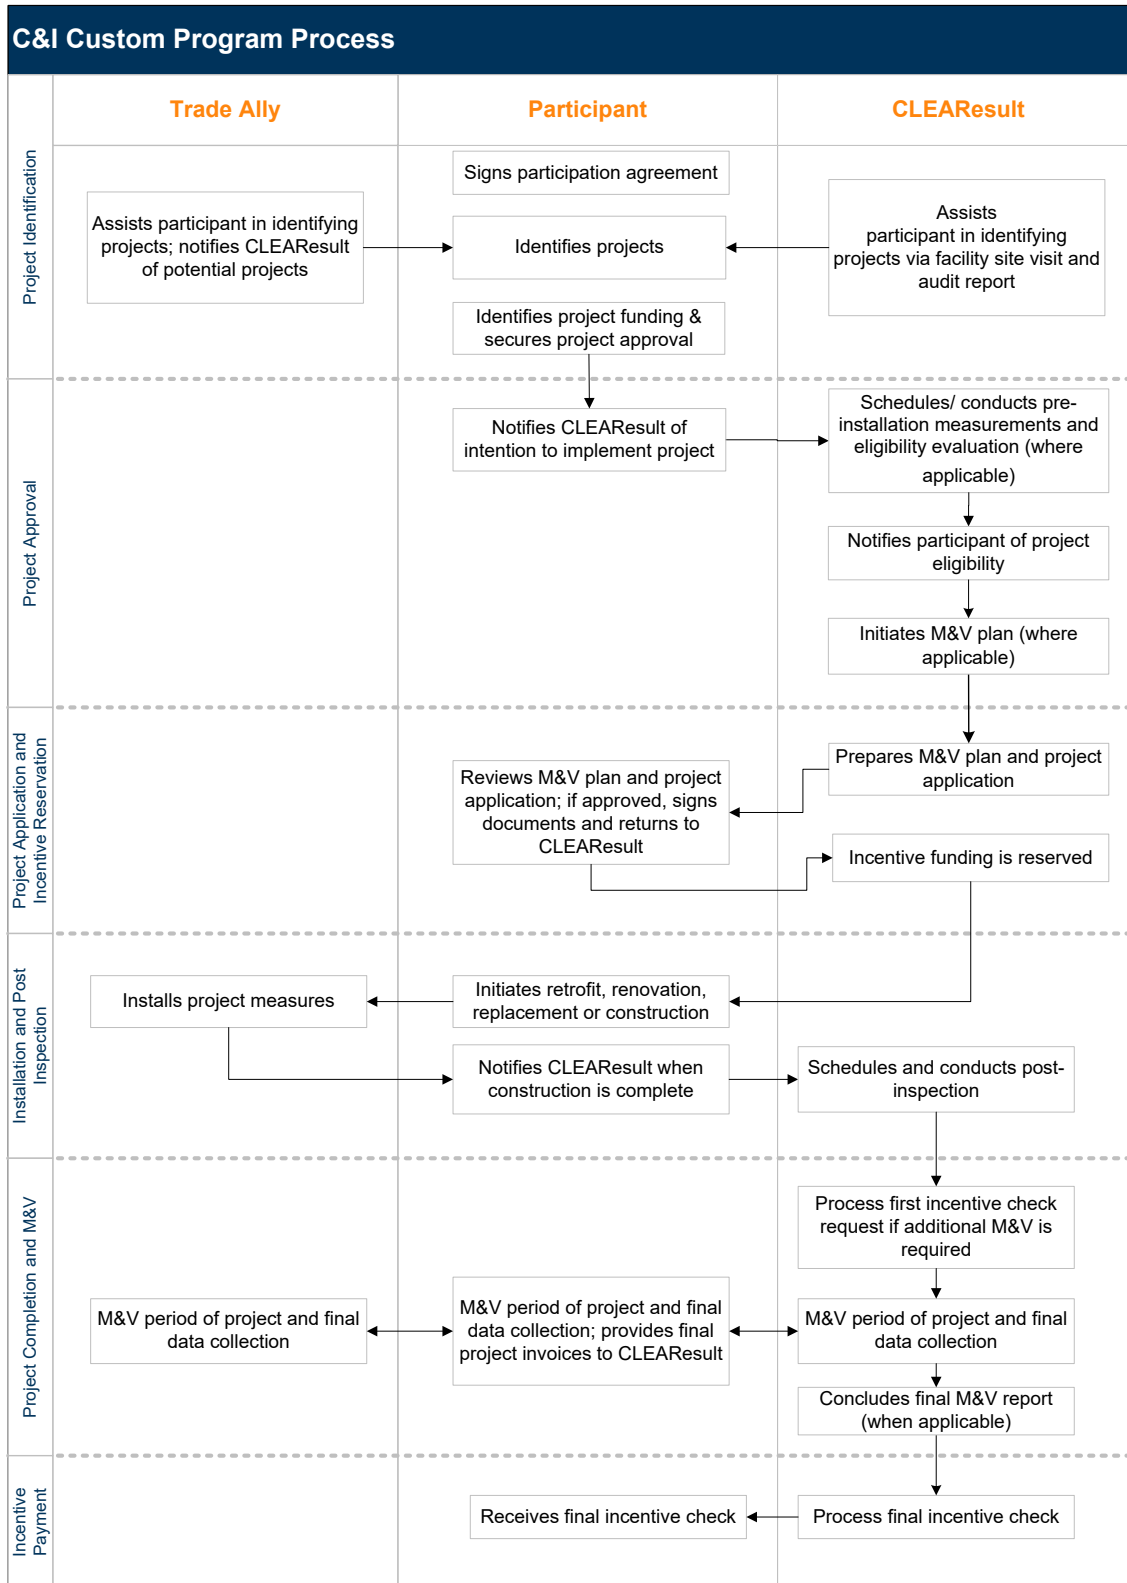 C&I Custom Program Process
Trade Ally
Participant
CLEAResult
Project Identification
Signs participation agreement
Assists participant in identifying
projects; notifies CLEAResult
of potential projects
Identifies projects
Assists
participant in identifying
projects via facility site visit and
audit report
Identifies project funding &
secures project approval
Project Approval
Notifies CLEAResult of
intention to implement project
Schedules/ conducts pre-
installation measurements and
eligibility evaluation (where
applicable)
Notifies participant of project
eligibility
Initiates M&V plan (where
applicable)
Project Application and
Incentive Reservation
Prepares M&V plan and project
application
Reviews M&V plan and project
application; if approved, signs
documents and returns to
CLEAResult
Incentive funding is reserved
Installation and Post
Inspection
Installs project measures
Initiates retrofit, renovation,
replacement or construction
Notifies CLEAResult when
construction is complete
Schedules and conducts post-
inspection
Project Completion and M&V
Process first incentive check
request if additional M&V is
required
M&V period of project and final
data collection
M&V period of project and final
data collection; provides final
project invoices to CLEAResult
M&V period of project and final
data collection
Concludes final M&V report
(when applicable)
Incentive
Payment
Receives final incentive check
Process final incentive check